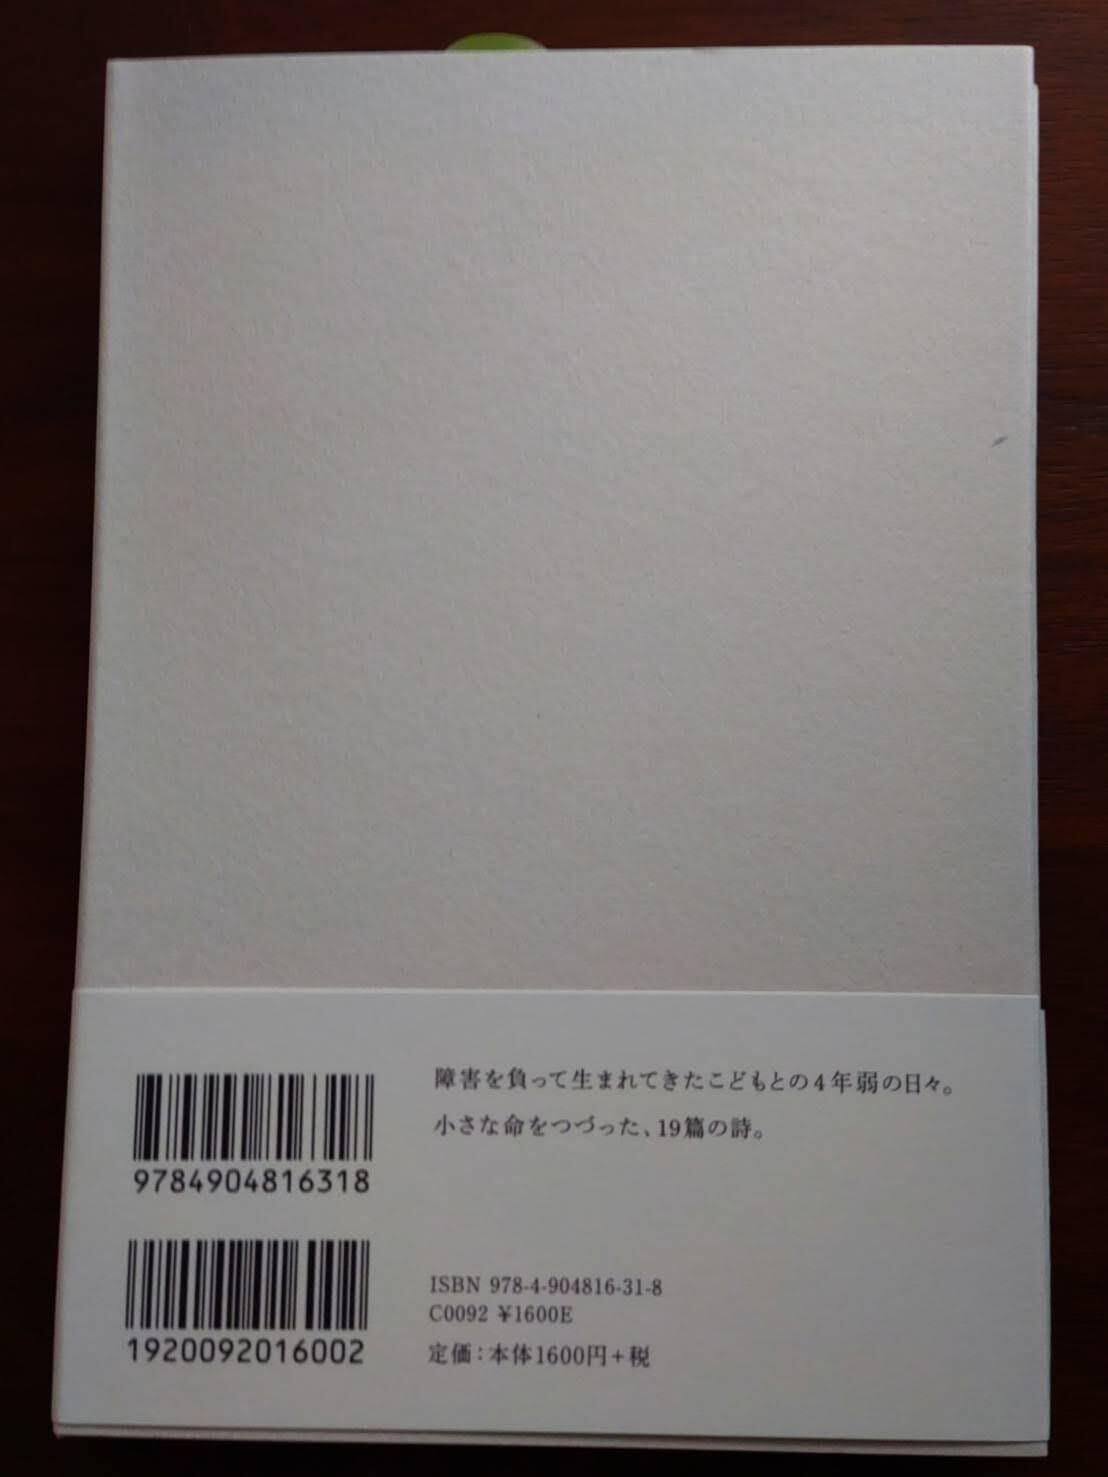 障害を負って生まれてきたこどもとの4年弱の日々。
小さな命をつづった、19篇の詩。
9784904816318
1920092016002
ISBN 978-4-904816-31-8
C0092 ¥1600E
定価：本体1600円＋税